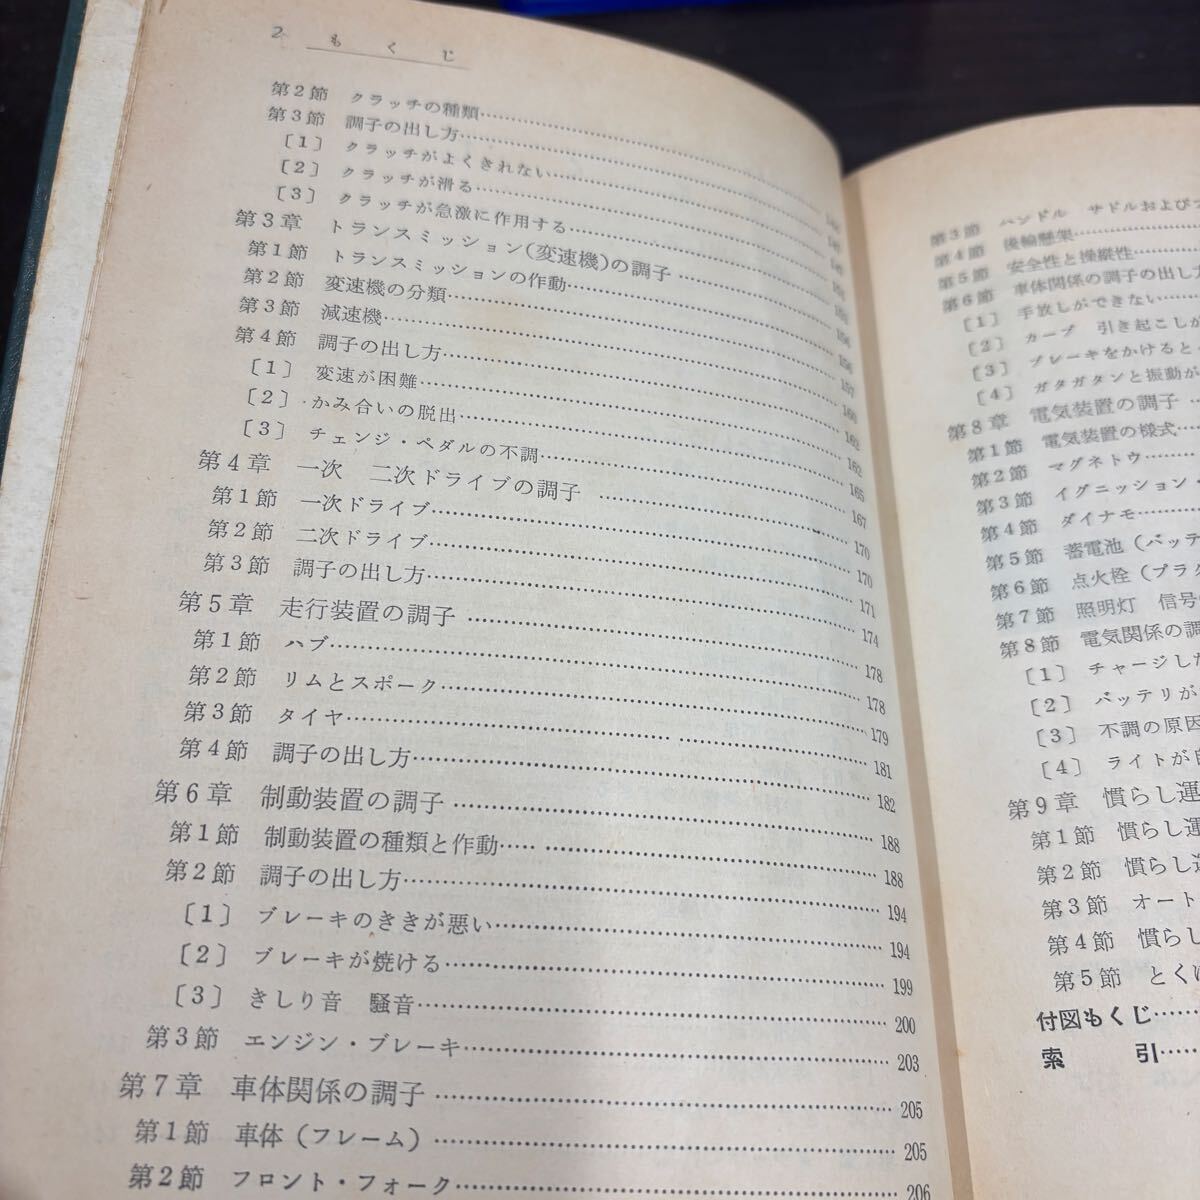 2 もくじ
第2節 クラッチの種類
第3節 調子の出し方
〔1〕 クラッチがよくきれない
〔2〕 クラッチが滑る
〔3〕 クラッチが急激に作用する
第3章 トランスミッション(変速機)の調子 156
第1節 トランスミッションの作動 156
第2節 変速機の分類 157
第3節 減速機 160
第4節 調子の出し方 162
〔1〕 変速が困難 162
〔2〕 かみ合いの脱出 165
〔3〕 チェンジ・ペダルの不調 167
第4章 一次 二次ドライブの調子 170
第1節 一次ドライブ 170
第2節 二次ドライブ 171
第3節 調子の出し方 174
第5章 走行装置の調子 178
第1節 ハブ 178
第2節 リムとスポーク 179
第3節 タイヤ 181
第4節 調子の出し方 182
第6章 制動装置の調子 188
第1節 制動装置の種類と作動 188
第2節 調子の出し方 194
〔1〕 ブレーキのききが悪い 194
〔2〕 ブレーキが焼ける 199
〔3〕 きしり音 騒音 200
第3節 エンジン・ブレーキ 203
第7章 車体関係の調子 205
第1節 車体(フレーム) 205
第2節 フロント・フォーク 206
第3節 ハンドル サドルおよび
第4節 後輪懸架
第5節 安全性と操縦性
第6節 車体関係の調子の出し方
〔1〕 手放しができない
〔2〕 カーブ 引き起こしが
〔3〕 ブレーキをかけると
〔4〕 ガタガタンと振動が
第8章 電気装置の調子
第1節 電気装置の様式
第2節 マグネトウ
第3節 イグニッション・
第4節 ダイナモ
第5節 蓄電池(バッテ
第6節 点火栓(プラグ
第7節 照明灯 信号
第8節 電気関係の調
〔1〕 チャージした
〔2〕 バッテリが
〔3〕 不調の原因
〔4〕 ライトが
第9章 慣らし運
第1節 慣らし運
第2節 慣らし運
第3節 オート
第4節 慣らし
第5節 とくに
付図もくじ
索引